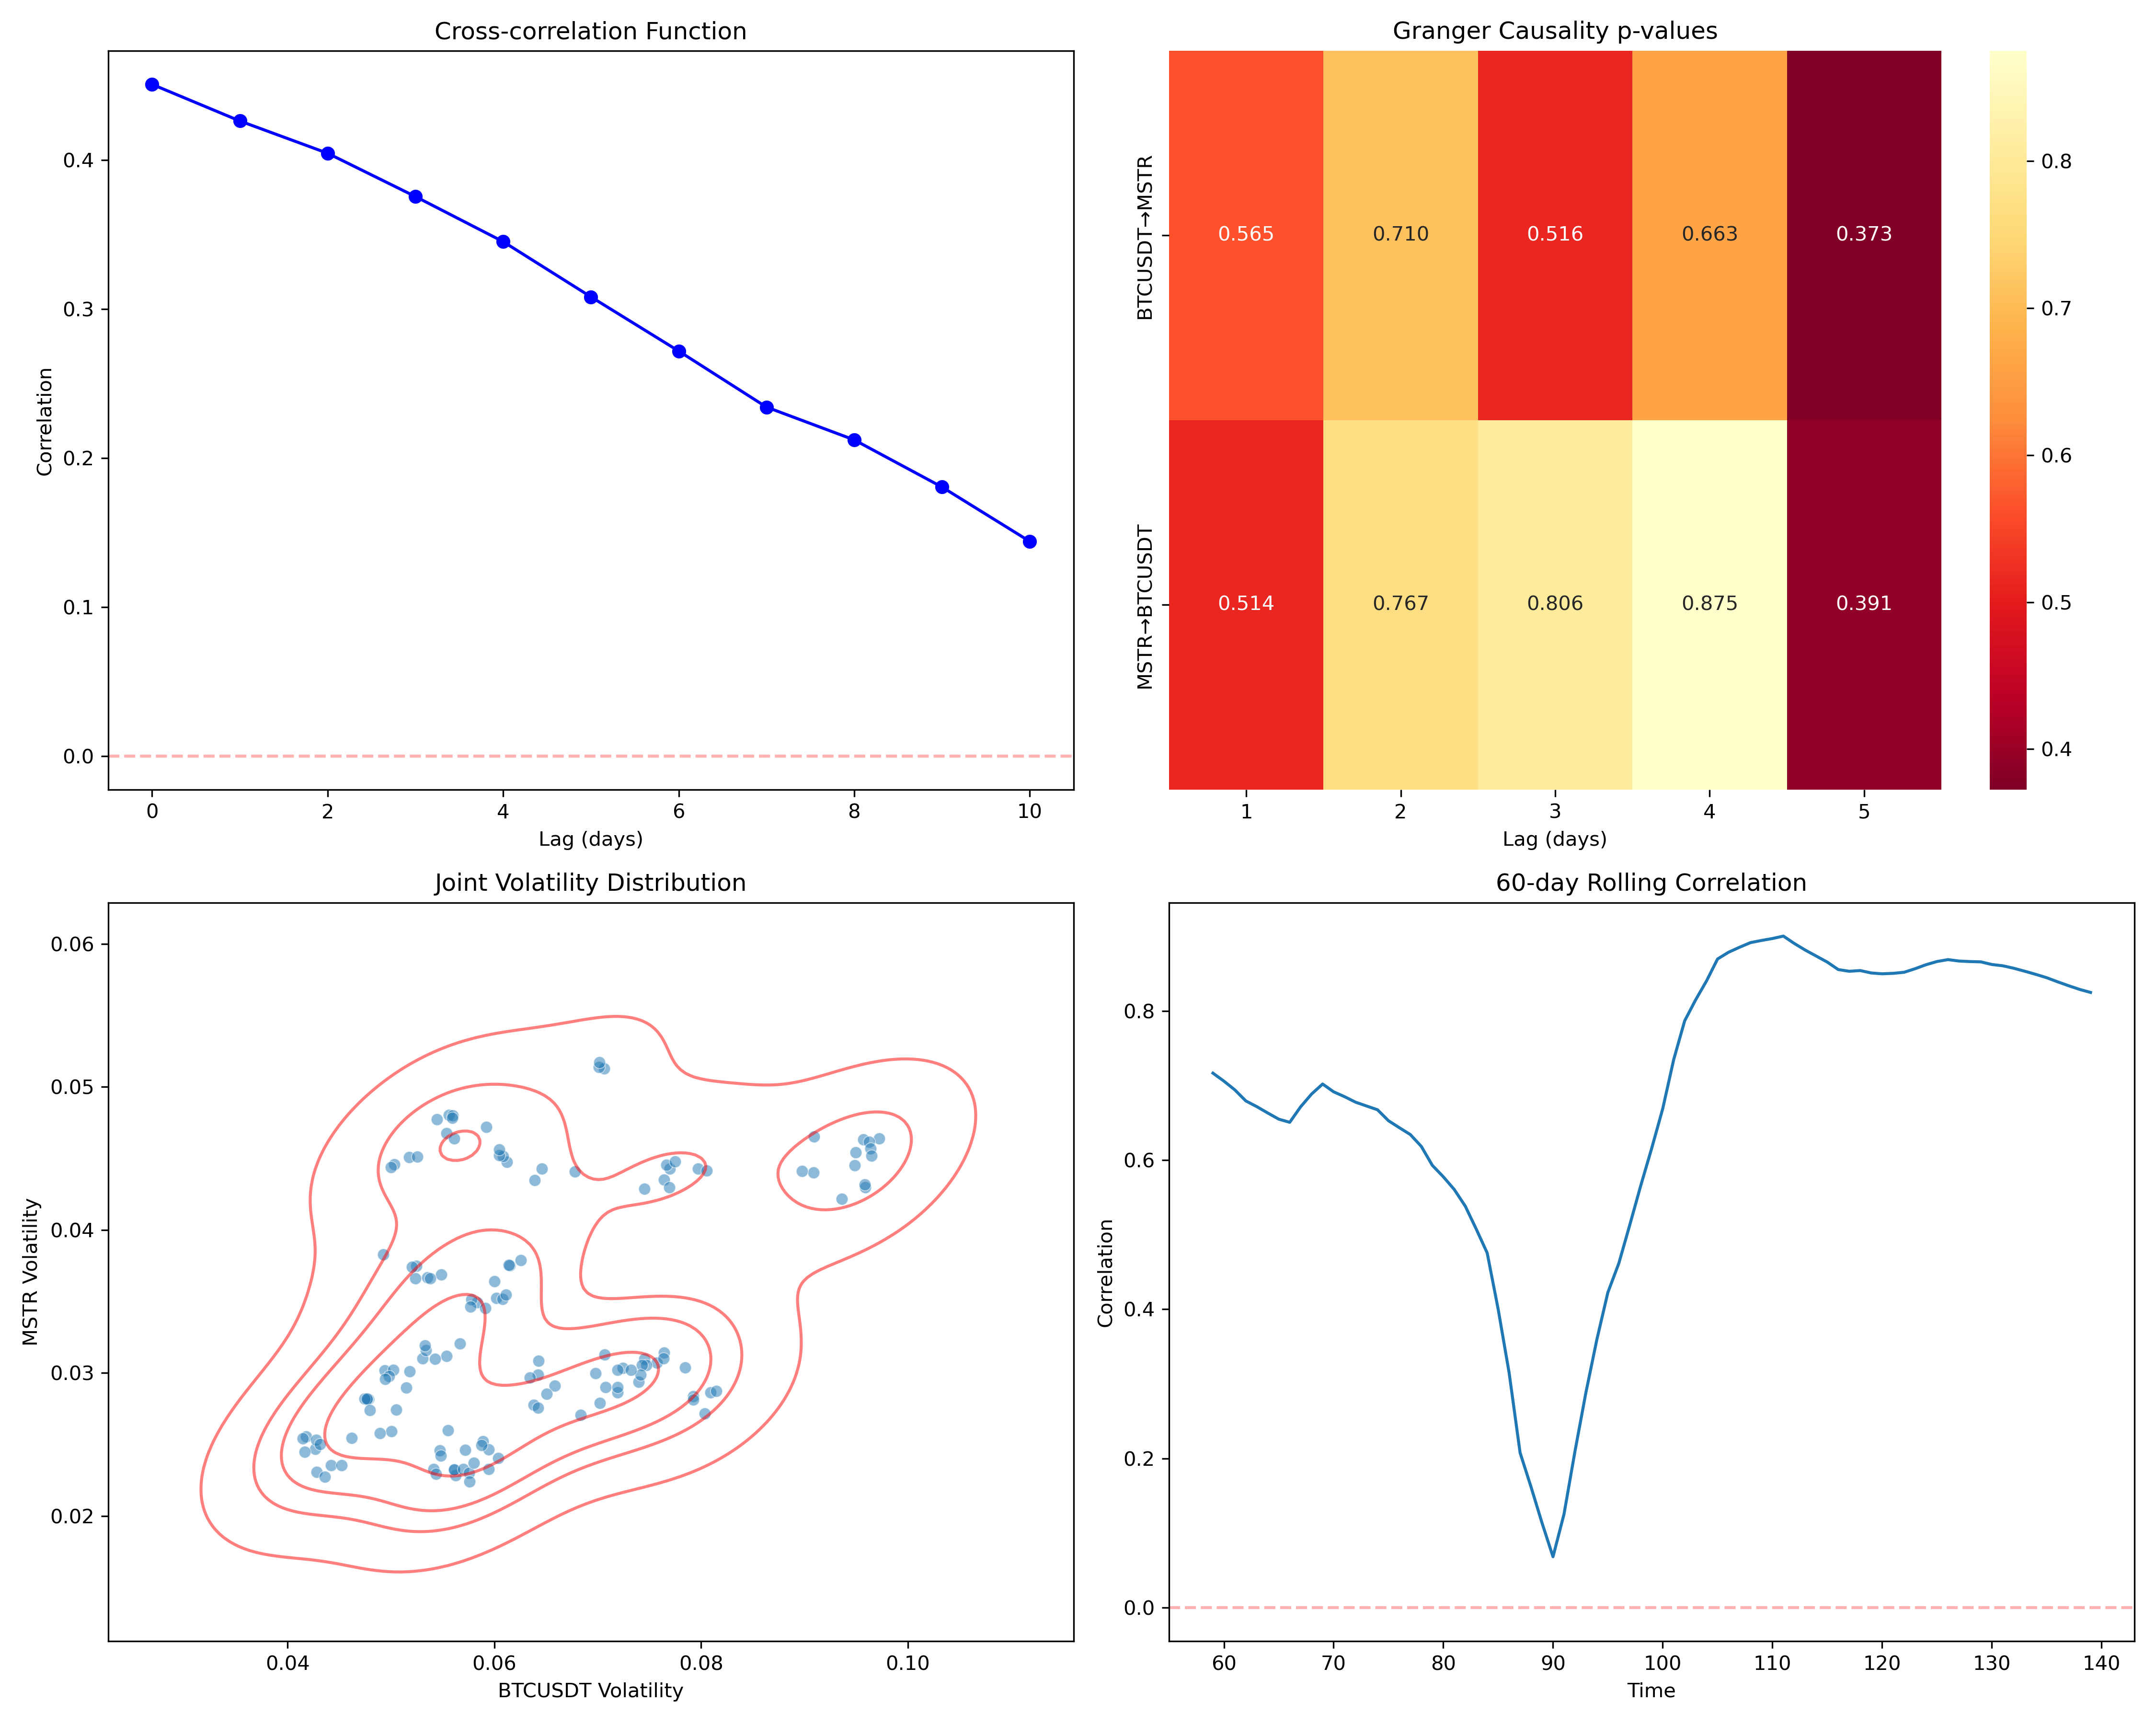 Cross-correlation Function
Correlation
0.4
0.3
0.2
0.1
0.0
0 2 4 6 8 10
Lag (days)
Granger Causality p-values
BTCUSDT→MSTR
MSTR→BTCUSDT
0.565 0.710 0.516 0.663 0.373
0.514 0.767 0.806 0.875 0.391
1 2 3 4 5
Lag (days)
0.8
0.7
0.6
0.5
0.4
Joint Volatility Distribution
MSTR Volatility
0.06
0.05
0.04
0.03
0.02
0.04 0.06 0.08 0.10
BTCUSDT Volatility
60-day Rolling Correlation
Correlation
0.8
0.6
0.4
0.2
0.0
60 70 80 90 100 110 120 130 140
Time